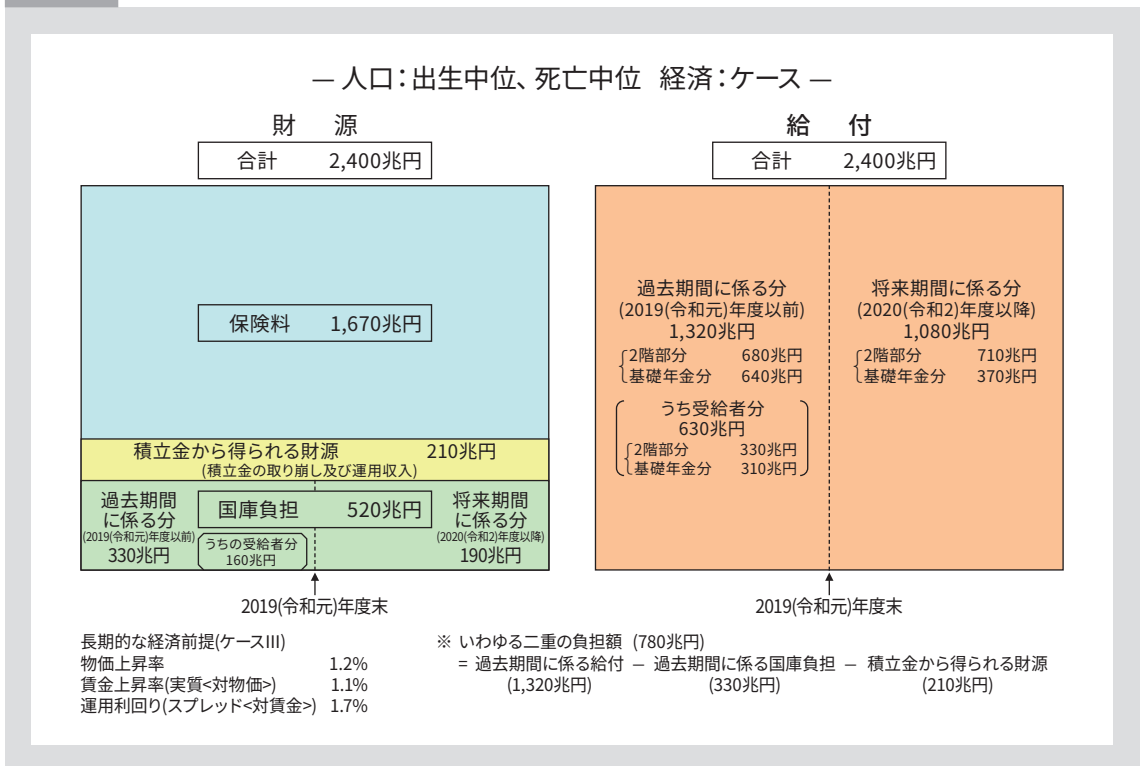 ― 人口：出生中位、死亡中位 経済：ケース ―
財 源
合計 2,400兆円
保険料 1,670兆円
積立金から得られる財源 210兆円
(積立金の取り崩し及び運用収入)
過去期間
に係る分
(2019(令和元)年度以前)
330兆円
国庫負担 520兆円
うちの受給者分
160兆円
将来期間
に係る分
(2020(令和2)年度以降)
190兆円
2019(令和元)年度末
給 付
合計 2,400兆円
過去期間に係る分
(2019(令和元)年度以前)
1,320兆円
2階部分 680兆円
基礎年金分 640兆円
うち受給者分
630兆円
2階部分 330兆円
基礎年金分 310兆円
将来期間に係る分
(2020(令和2)年度以降)
1,080兆円
2階部分 710兆円
基礎年金分 370兆円
2019(令和元)年度末
長期的な経済前提(ケースIII)
物価上昇率 1.2%
賃金上昇率(実質<対物価>) 1.1%
運用利回り(スプレッド<対賃金>) 1.7%
※ いわゆる二重の負担額 (780兆円)
= 過去期間に係る給付 － 過去期間に係る国庫負担 － 積立金から得られる財源
(1,320兆円) (330兆円) (210兆円)